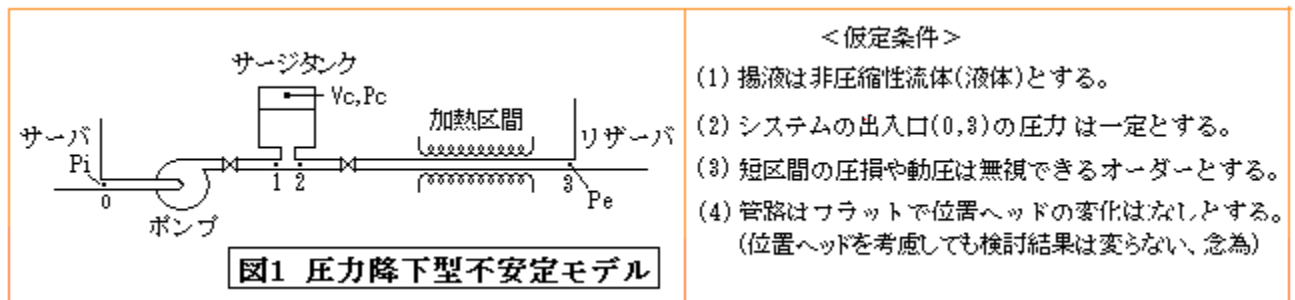 サージタンク
Vc,Pc
サーバ
Pi
0
ポンプ
1 2
加熱区間
リザーバ
3
Pe
図1 圧力降下型不安定モデル
＜仮定条件＞
(1) 揚液は非圧縮性流体(液体)とする。
(2) システムの出入口(0,3)の圧力は一定とする。
(3) 短区間の圧損や動圧は無視できるオーダーとする。
(4) 管路はフラットで位置ヘッドの変化はなしとする。
(位置ヘッドを考慮しても検討結果は変らない、念為)